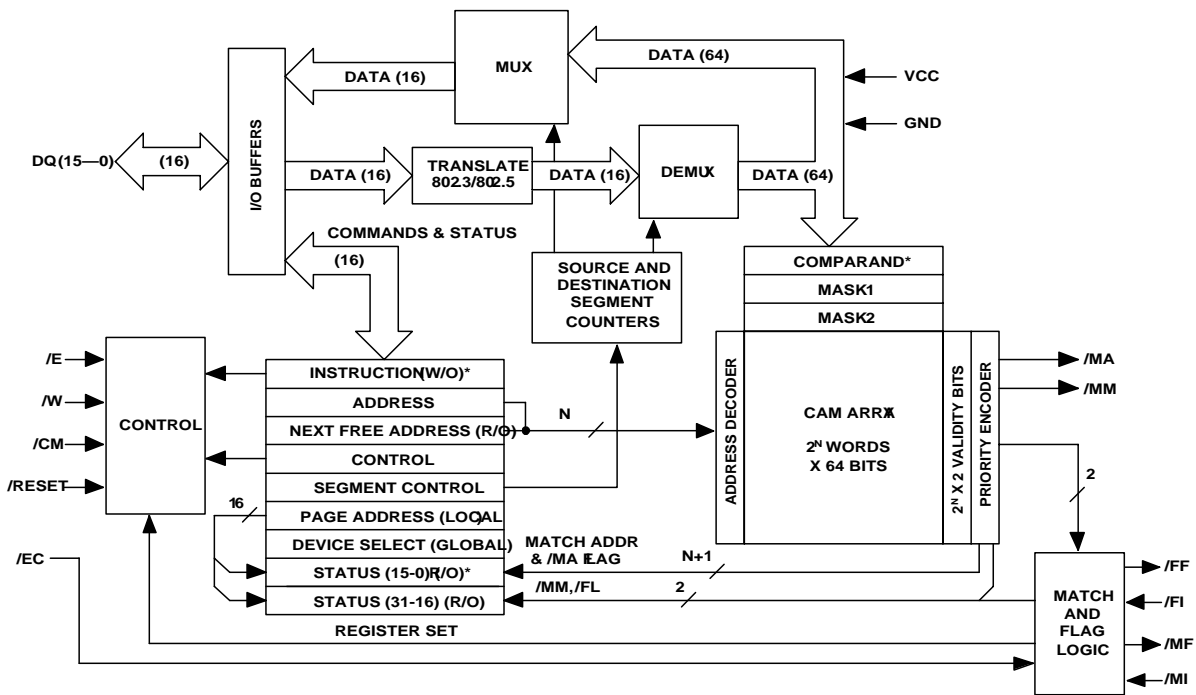 MUX
DATA (64)
DATA (16)
VCC
GND
DQ(15—0)
(16)
I/O BUFFERS
DATA (16)
TRANSLATE
802.3/802.5
DATA (16)
DEMUX
DATA (64)
COMMANDS & STATUS
(16)
SOURCE AND
DESTINATION
SEGMENT
COUNTERS
COMPARAND*
MASK1
MASK2
/E
/W
/CM
/RESET
/EC
CONTROL
INSTRUCTION(W/O)*
ADDRESS
NEXT FREE ADDRESS (R/O)
CONTROL
SEGMENT CONTROL
PAGE ADDRESS (LOCAL)
DEVICE SELECT (GLOBAL)
STATUS (15-0)(R/O)*
STATUS (31-16) (R/O)
REGISTER SET
16
N
ADDRESS DECODER
CAM ARRAY
2^N WORDS
X 64 BITS
2^N X 2 VALIDITY BITS
PRIORITY ENCODER
/MA
/MM
2
MATCH ADDR
& /MA FLAG
N+1
/MM, /FL
2
MATCH
AND
FLAG
LOGIC
/FF
/FI
/MF
/MI